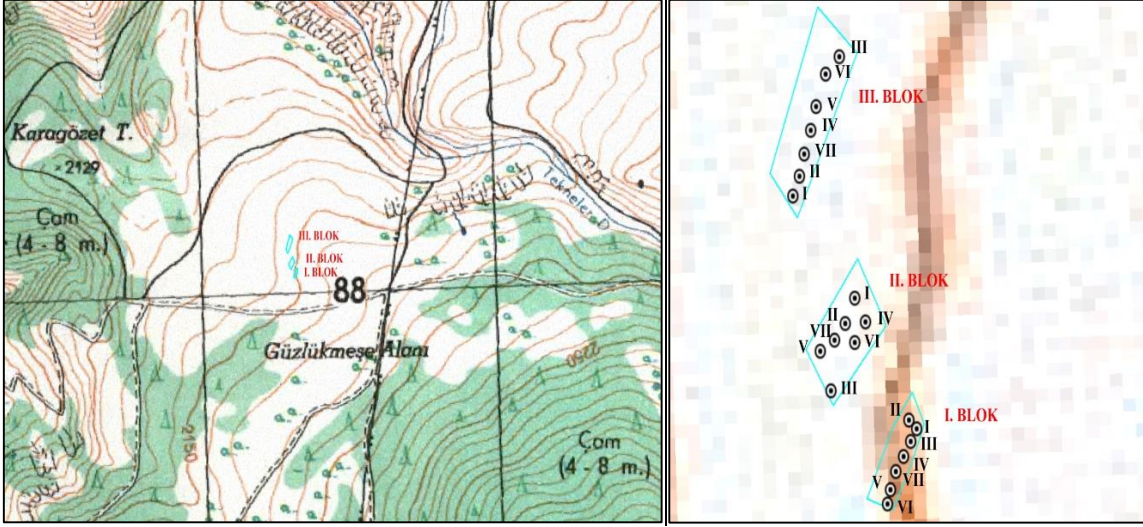 Karagözet T.
2129
Çam
(4 - 8 m.)
III. BLOK
II. BLOK
I. BLOK
88
Güzlükmeşe Alanı
2250
2150
Çam
(4 - 8 m.)
III
VI
III. BLOK
V
IV
VII
II
I
II. BLOK
I
II
IV
VII
VI
V
III
I. BLOK
II
I
III
IV
VII
V
VI